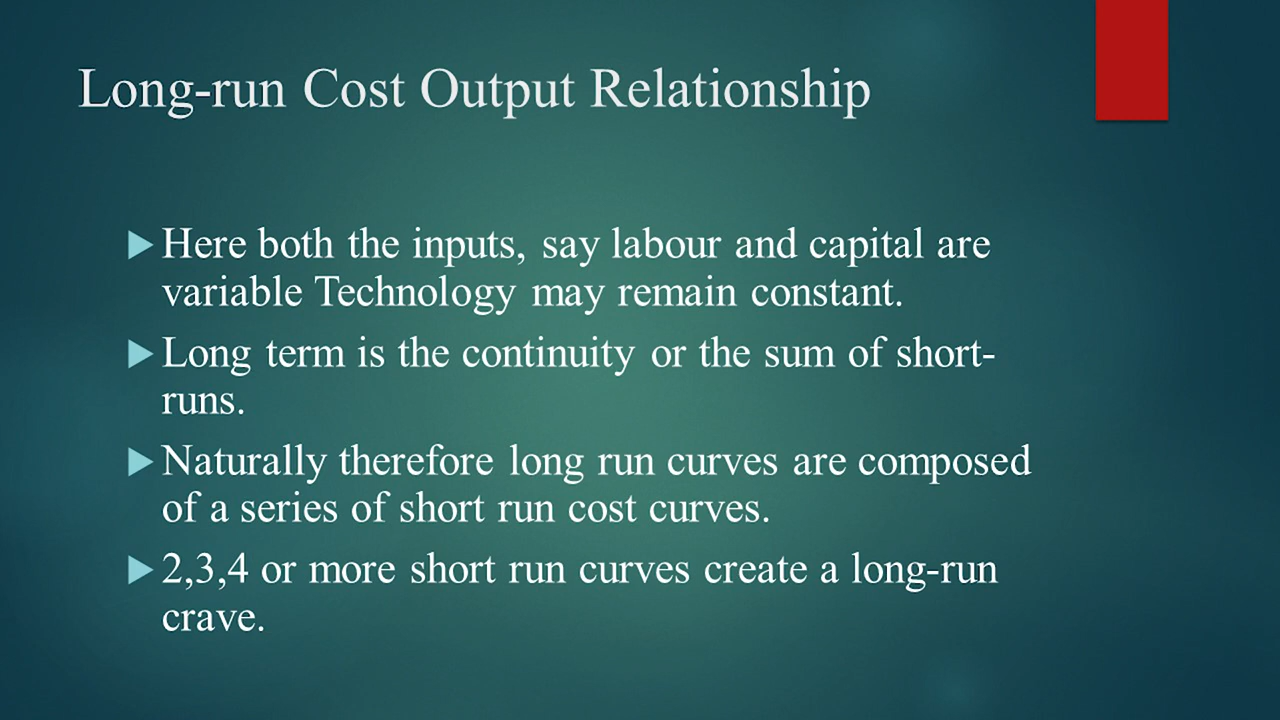 Long-run Cost Output Relationship
Here both the inputs, say labour and capital are
variable Technology may remain constant.
Long term is the continuity or the sum of short-
runs.
Naturally therefore long run curves are composed
of a series of short run cost curves.
2,3,4 or more short run curves create a long-run
crave.